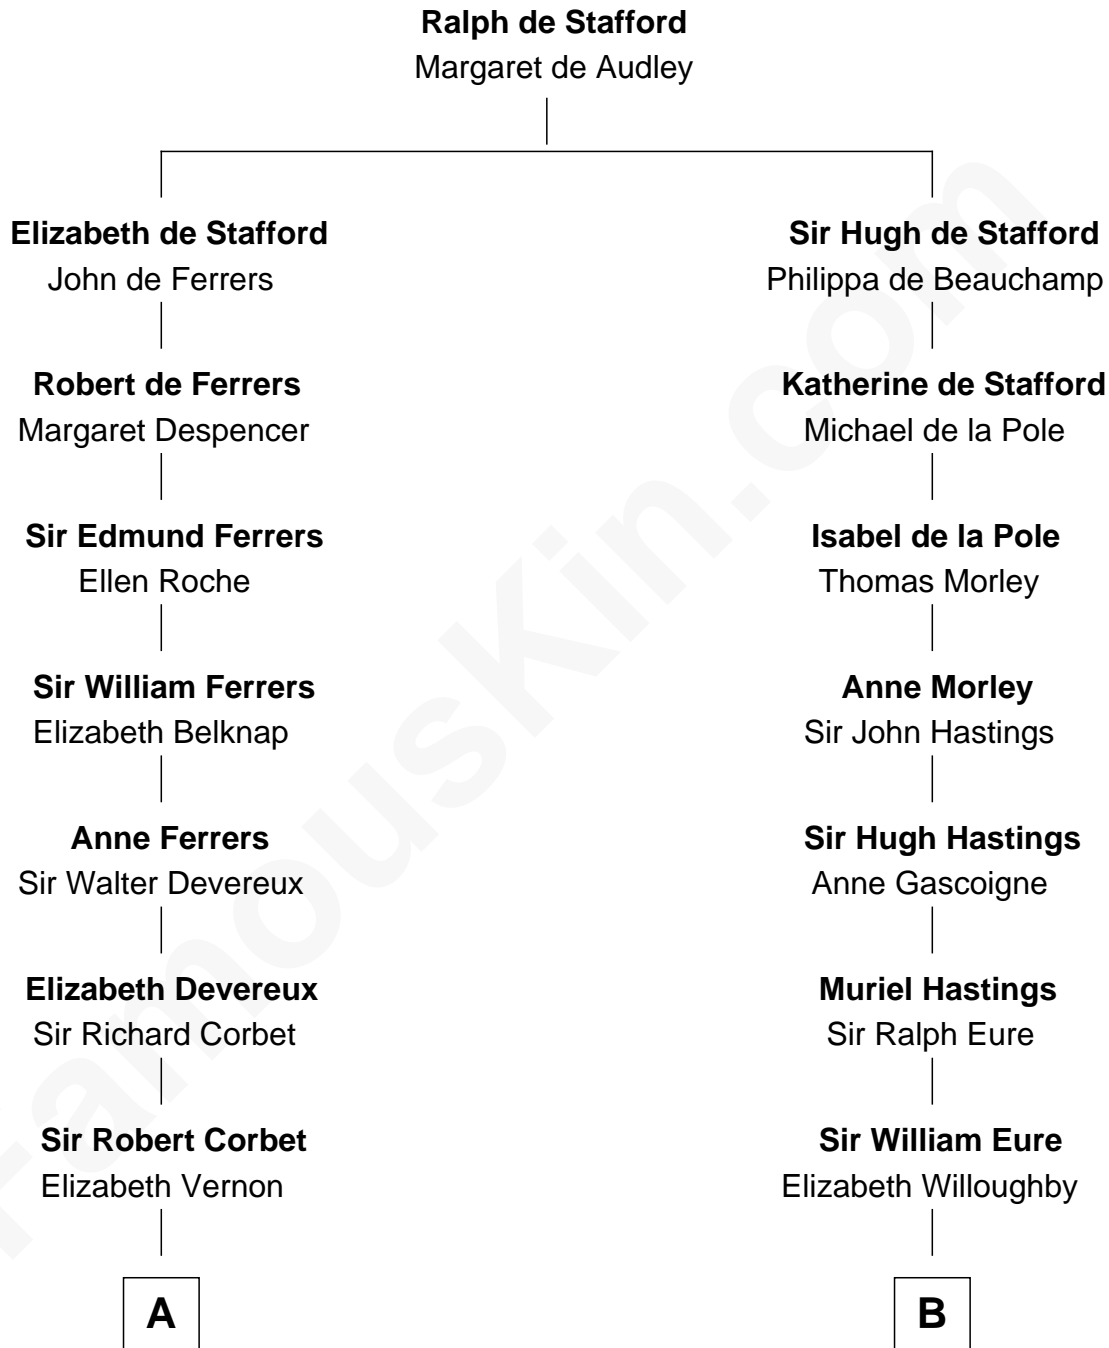 Ralph de Stafford
Margaret de Audley
Elizabeth de Stafford
John de Ferrers
Sir Hugh de Stafford
Philippa de Beauchamp
Robert de Ferrers
Margaret Despencer
Katherine de Stafford
Michael de la Pole
Sir Edmund Ferrers
Ellen Roche
Isabel de la Pole
Thomas Morley
Sir William Ferrers
Elizabeth Belknap
Anne Morley
Sir John Hastings
Anne Ferrers
Sir Walter Devereux
Sir Hugh Hastings
Anne Gascoigne
Elizabeth Devereux
Sir Richard Corbet
Muriel Hastings
Sir Ralph Eure
Sir Robert Corbet
Elizabeth Vernon
Sir William Eure
Elizabeth Willoughby
A
B
FamousKin.com